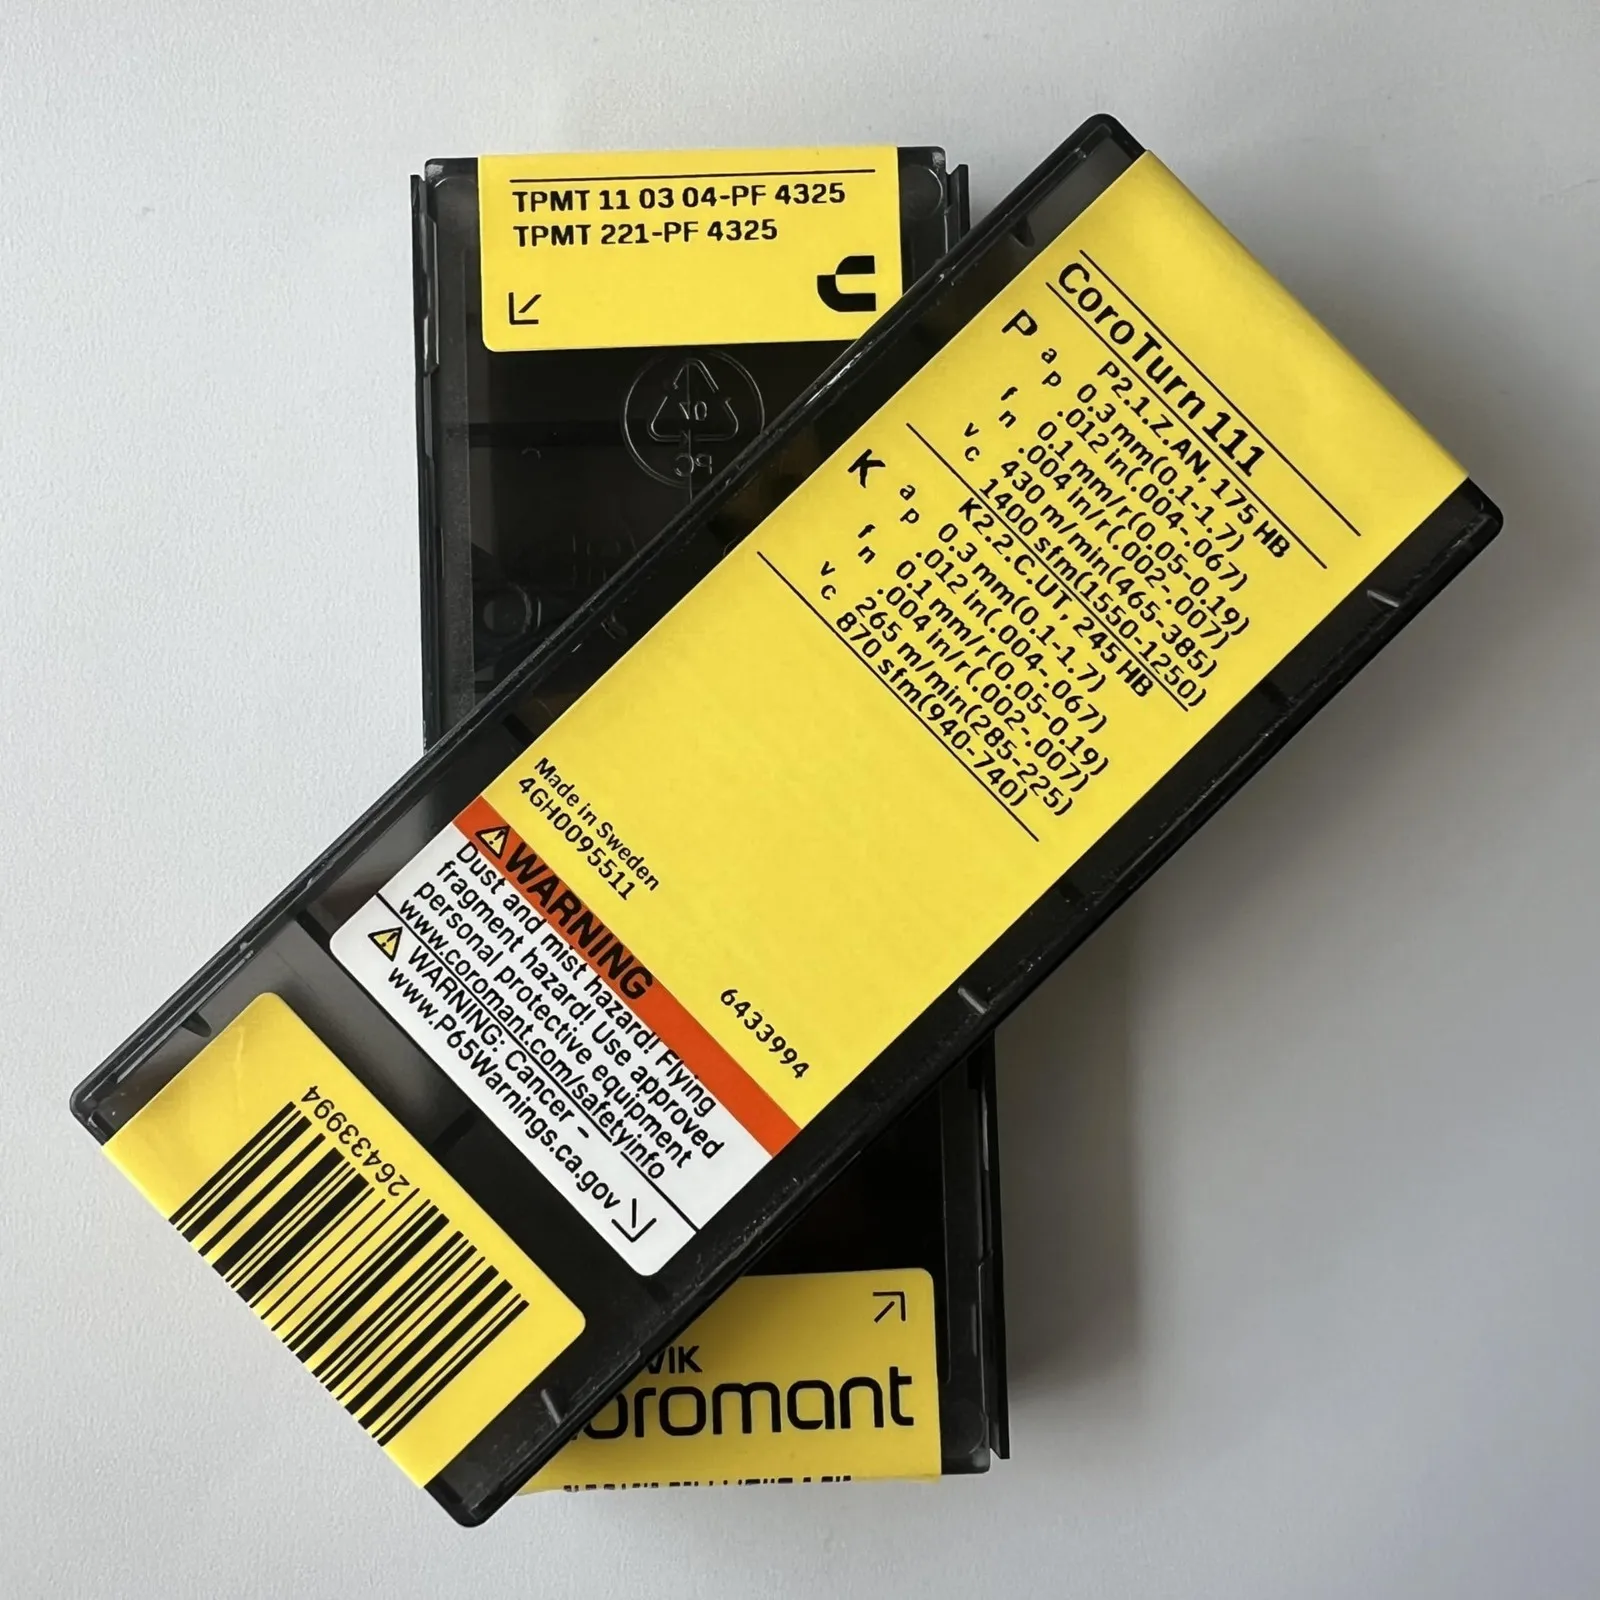 TPMT 11 03 04-PF 4325
TPMT 221-PF 4325
07
PC
CoroTurn 111
P
P2.1.Z.AN, 175 HB
ap 0.3 mm(0.1-1.7)
.012 in(.004-.067)
fn 0.1 mm/r(0.05-0.19)
.004 in/r(.002-.007)
vc 430 m/min(465-385)
1400 sfm(1550-1250)
K
K2.2.C.UT, 245 HB
ap 0.3 mm(0.1-1.7)
.012 in(.004-.067)
fn 0.1 mm/r(0.05-0.19)
.004 in/r(.002-.007)
vc 265 m/min(285-225)
870 sfm(940-740)
Made in Sweden
4GH0095511
6433994
WARNING
Dust and mist hazard! Flying
fragment hazard! Use approved
personal protective equipment
www.coromant.com/safetyinfo
WARNING: Cancer –
www.P65Warnings.ca.gov
26433994
VIK
oromant